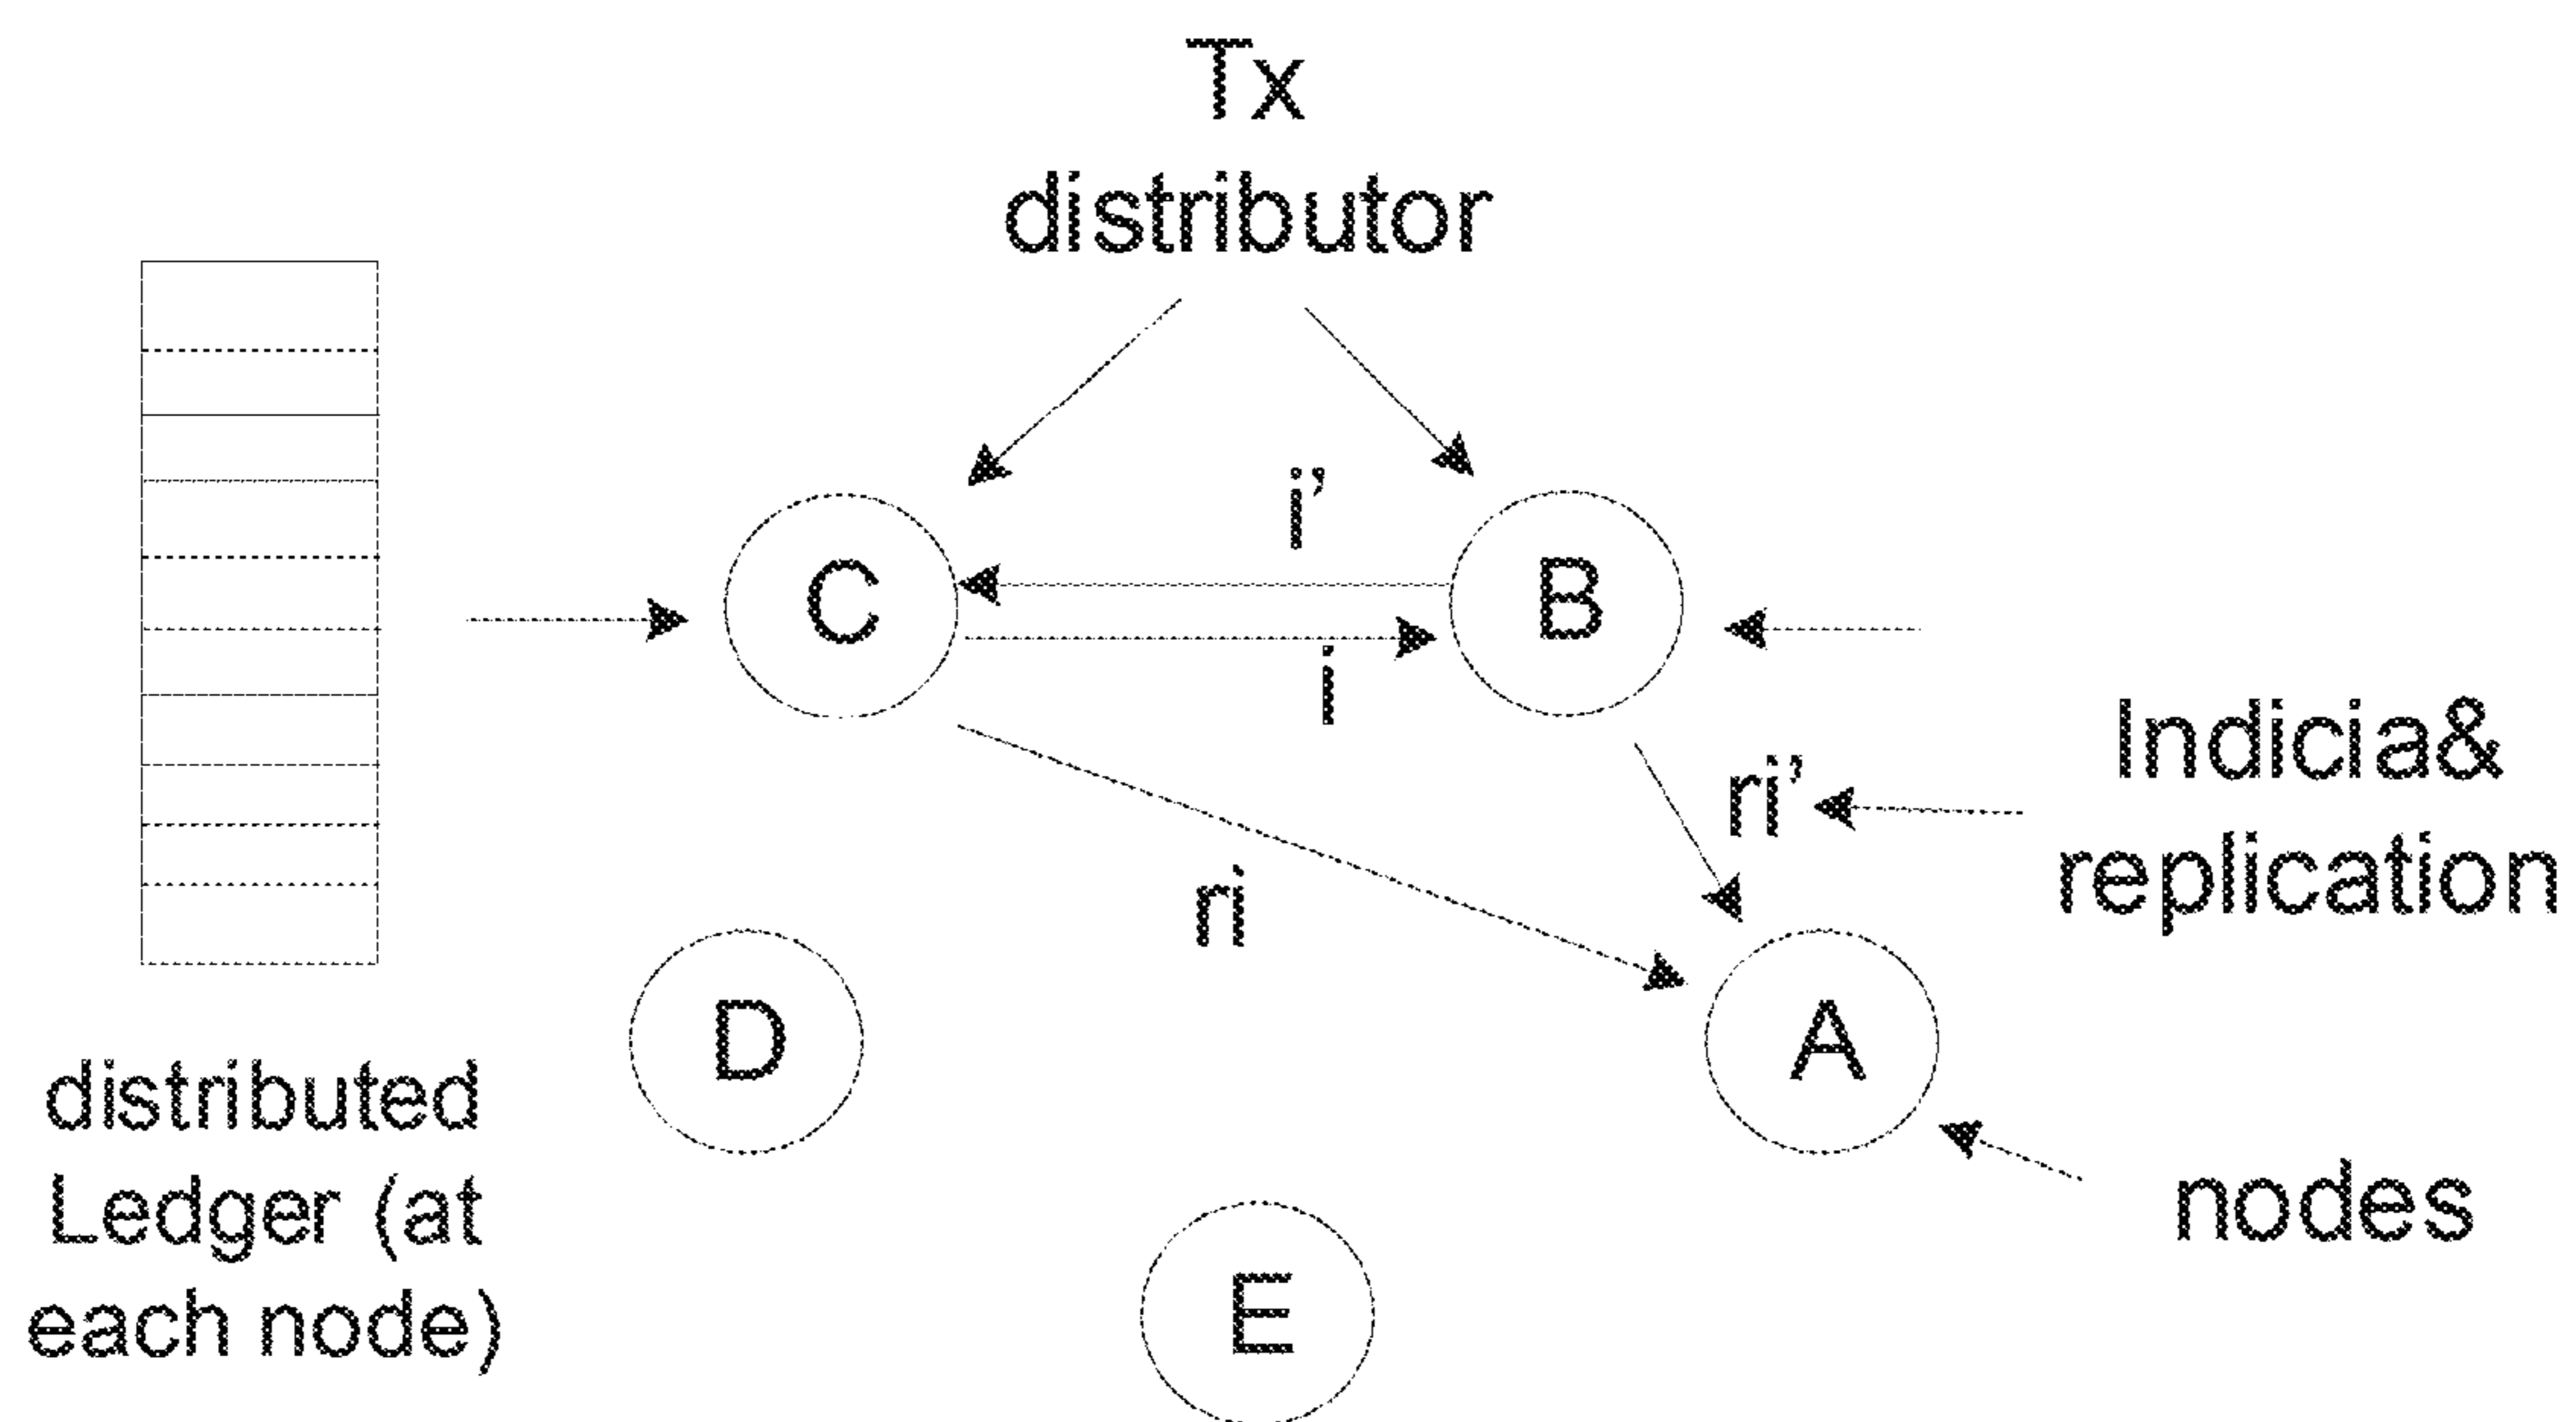 Tx
distributor
i’
C
B
i
Indicia&
ri’
replication
ri
D
A
distributed
Ledger (at
each node)
nodes
E